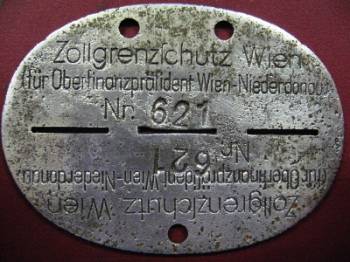 Zollgrenzschutz Wien
(für Oberfinanzpräsident Wien-Niederdonau)
Nr. 621
Nr. 621
(für Oberfinanzpräsident Wien-Niederdonau)
Zollgrenzschutz Wien